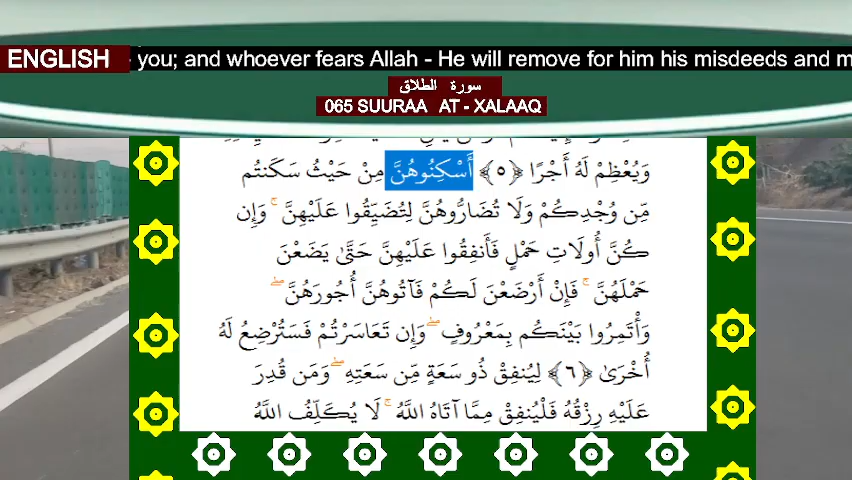 ENGLISH
you; and whoever fears Allah - He will remove for him his misdeeds and m
سورة الطلاق
065 SUURAA AT - XALAAQ
وَيُعْظِمْ لَهُ أَجْرًا ﴿٥﴾ أَسْكِنُوهُنَّ مِنْ حَيْثُ سَكَنتُم
مِّن وُجْدِكُمْ وَلَا تُضَارُّوهُنَّ لِتُضَيِّقُوا عَلَيْهِنَّ ۚ وَإِن
كُنَّ أُولَاتِ حَمْلٍ فَأَنفِقُوا عَلَيْهِنَّ حَتَّىٰ يَضَعْنَ
حَمْلَهُنَّ ۚ فَإِنْ أَرْضَعْنَ لَكُمْ فَآتُوهُنَّ أُجُورَهُنَّ ۖ
وَأْتَمِرُوا بَيْنَكُم بِمَعْرُوفٍ ۖ وَإِن تَعَاسَرْتُمْ فَسَتُرْضِعُ لَهُ
أُخْرَىٰ ﴿٦﴾ لِيُنفِقْ ذُو سَعَةٍ مِّن سَعَتِهِ ۖ وَمَن قُدِرَ
عَلَيْهِ رِزْقُهُ فَلْيُنفِقْ مِمَّا آتَاهُ اللَّهُ ۚ لَا يُكَلِّفُ اللَّهُ